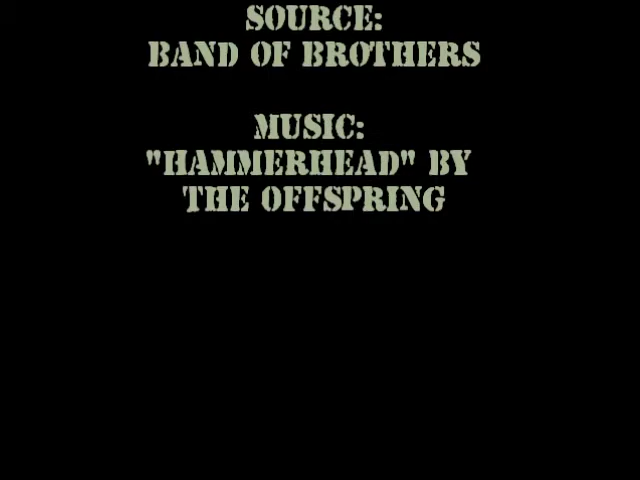 SOURCE:
BAND OF BROTHERS
MUSIC:
"HAMMERHEAD" BY
THE OFFSPRING